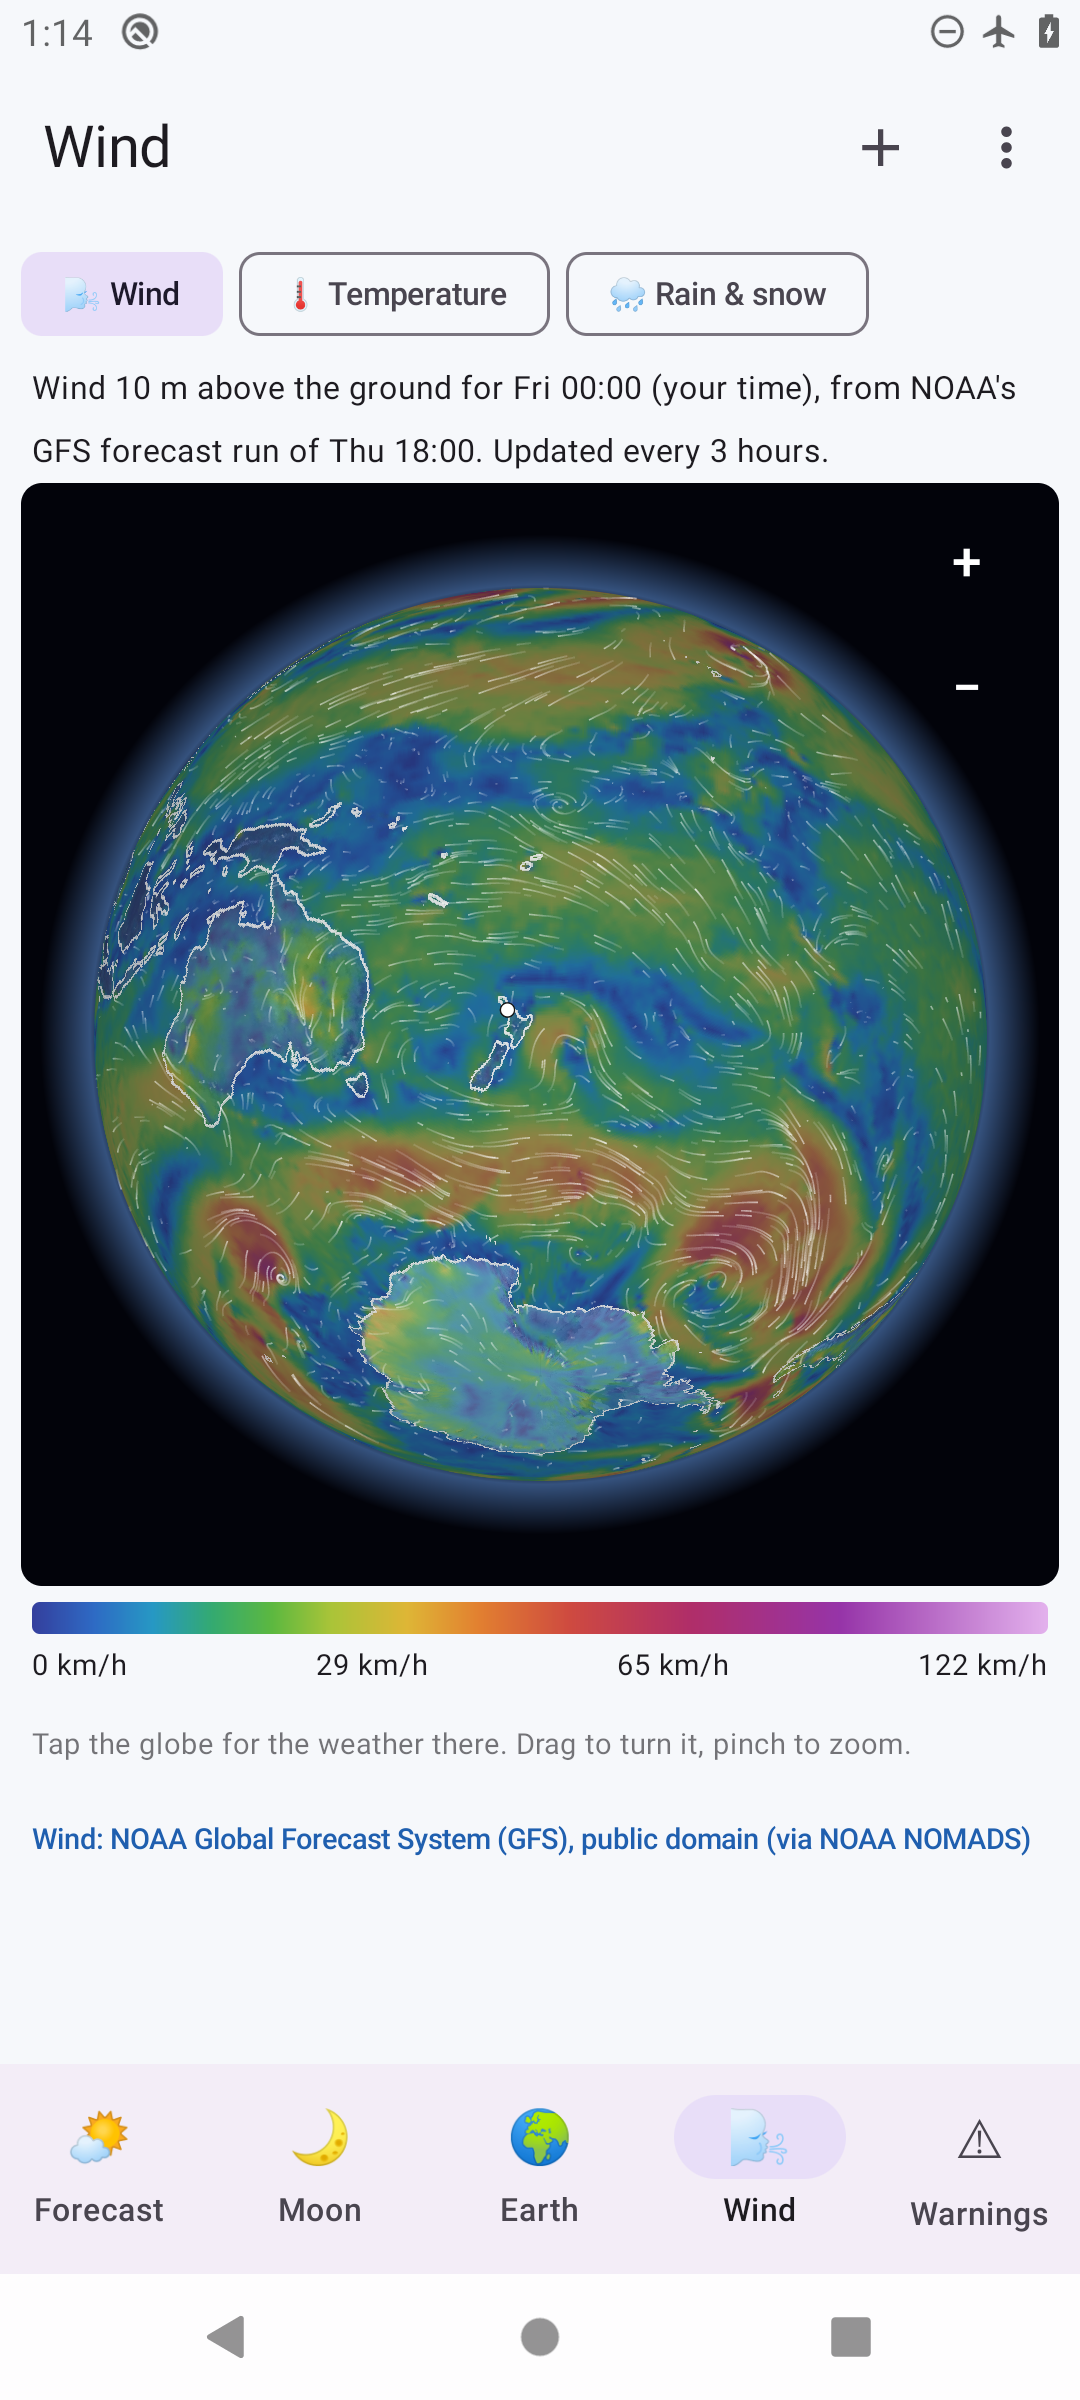 1:14
Wind
Wind
Temperature
Rain & snow
Wind 10 m above the ground for Fri 00:00 (your time), from NOAA's
GFS forecast run of Thu 18:00. Updated every 3 hours.
+
−
0 km/h
29 km/h
65 km/h
122 km/h
Tap the globe for the weather there. Drag to turn it, pinch to zoom.
Wind: NOAA Global Forecast System (GFS), public domain (via NOAA NOMADS)
Forecast
Moon
Earth
Wind
Warnings